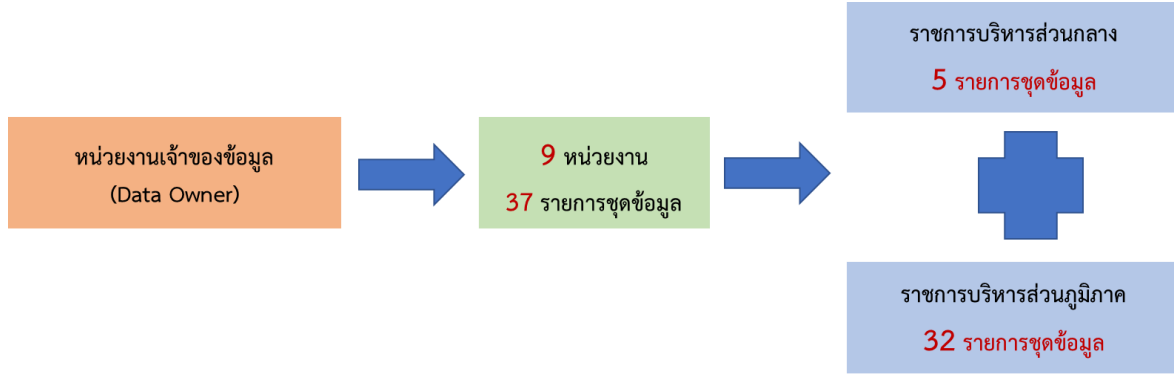 หน่วยงานเจ้าของข้อมูล
(Data Owner)
9 หน่วยงาน
37 รายการชุดข้อมูล
ราชการบริหารส่วนกลาง
5 รายการชุดข้อมูล
ราชการบริหารส่วนภูมิภาค
32 รายการชุดข้อมูล